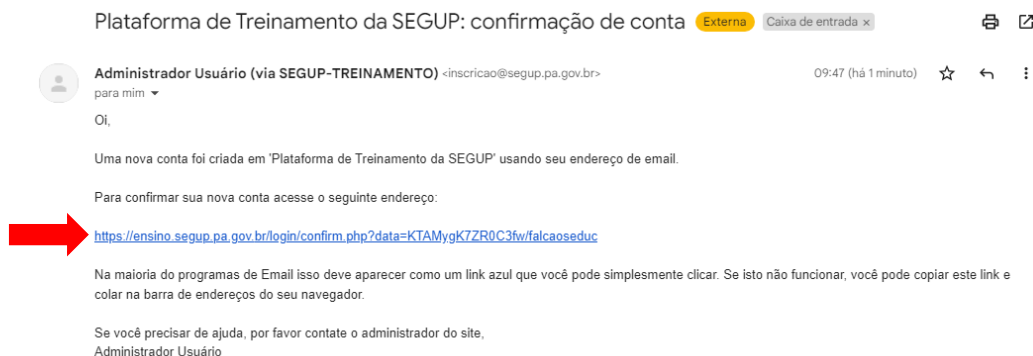 Plataforma de Treinamento da SEGUP: confirmação de conta Externa Caixa de entrada x
Administrador Usuário (via SEGUP-TREINAMENTO) <inscricao@segup.pa.gov.br> 09:47 (há 1 minuto)
para mim
Oi,
Uma nova conta foi criada em 'Plataforma de Treinamento da SEGUP' usando seu endereço de email.
Para confirmar sua nova conta acesse o seguinte endereço:
https://ensino.segup.pa.gov.br/login/confirm.php?data=KTAMygK7ZR0C3fw/falcaoseduc
Na maioria do programas de Email isso deve aparecer como um link azul que você pode simplesmente clicar. Se isto não funcionar, você pode copiar este link e
colar na barra de endereços do seu navegador.
Se você precisar de ajuda, por favor contate o administrador do site,
Administrador Usuário